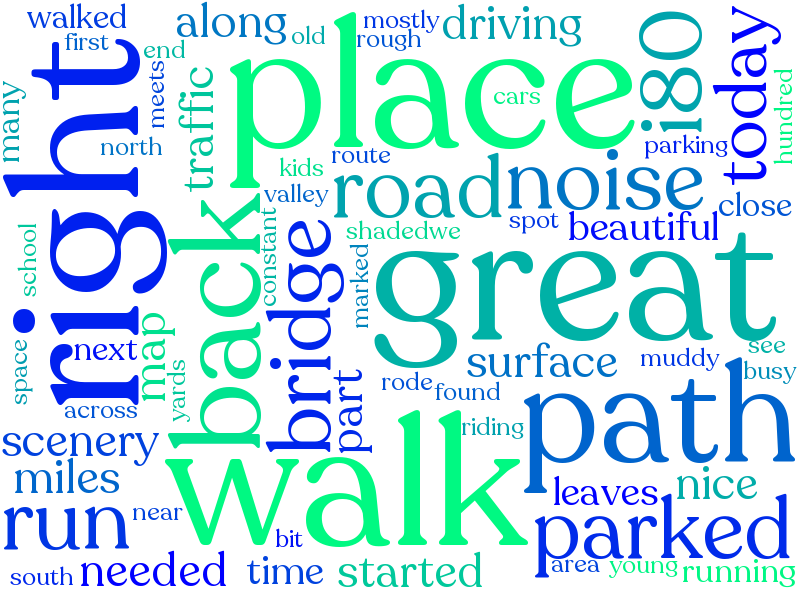 walked
first
along
old
mostly
rough
driving
i80
today
many
end
meets
traffic
place
cars
hundred
right
north
kids
route
valley
road
noise
parking
spot
beautiful
close
school
back
constant
bridge
shadedwe
marked
great
space
next
map
yards
part
surface
muddy
see
busy
across
rode
found
riding
path
scenery
miles
walk
leaves
nice
run
near
bit
parked
south
needed
time
started
area
young
running